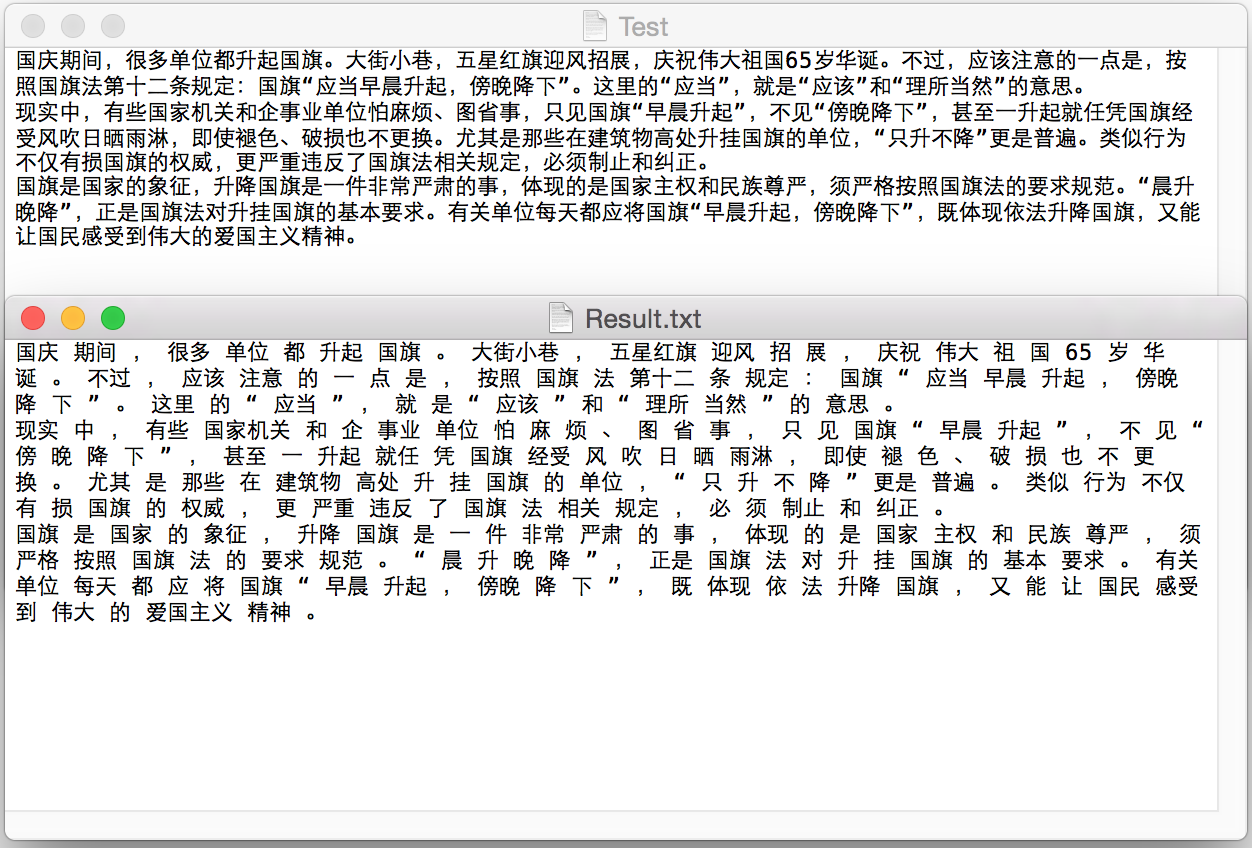 Test
国庆期间，很多单位都升起国旗。大街小巷，五星红旗迎风招展，庆祝伟大祖国65岁华诞。不过，应该注意的一点是，按
照国旗法第十二条规定：国旗“应当早晨升起，傍晚降下”。这里的“应当”，就是“应该”和“理所当然”的意思。
现实中，有些国家机关和企事业单位怕麻烦、图省事，只见国旗“早晨升起”，不见“傍晚降下”，甚至一升起就任凭国旗经
受风吹日晒雨淋，即使褪色、破损也不更换。尤其是那些在建筑物高处升挂国旗的单位，“只升不降”更是普遍。类似行为
不仅有损国旗的权威，更严重违反了国旗法相关规定，必须制止和纠正。
国旗是国家的象征，升降国旗是一件非常严肃的事，体现的是国家主权和民族尊严，须严格按照国旗法的要求规范。“晨升
晚降”，正是国旗法对升挂国旗的基本要求。有关单位每天都应将国旗“早晨升起，傍晚降下”，既体现依法升降国旗，又能
让国民感受到伟大的爱国主义精神。
Result.txt
国庆 期间 ， 很多 单位 都 升起 国旗 。 大街小巷 ， 五星红旗 迎风 招 展 ， 庆祝 伟大 祖 国 65 岁 华
诞 。 不过 ， 应该 注意 的 一 点 是 ， 按照 国旗 法 第十二 条 规定 ： 国旗 “ 应当 早晨 升起 ， 傍晚
降 下 ” 。 这里 的 “ 应当 ” ， 就 是 “ 应该 ” 和 “ 理所 当然 ” 的 意思 。
现实 中 ， 有些 国家机关 和 企 事业 单位 怕 麻 烦 、 图 省 事 ， 只 见 国旗 “ 早晨 升起 ” ， 不 见 “
傍 晚 降 下 ” ， 甚至 一 升起 就任 凭 国旗 经受 风 吹 日 晒 雨淋 ， 即使 褪 色 、 破 损 也 不 更
换 。 尤其 是 那些 在 建筑物 高处 升 挂 国旗 的 单位 ， “ 只 升 不 降 ” 更是 普遍 。 类似 行为 不仅
有 损 国旗 的 权威 ， 更 严重 违反 了 国旗 法 相关 规定 ， 必 须 制止 和 纠正 。
国旗 是 国家 的 象征 ， 升降 国旗 是 一 件 非常 严肃 的 事 ， 体现 的 是 国家 主权 和 民族 尊严 ， 须
严格 按照 国旗 法 的 要求 规范 。 “ 晨 升 晚 降 ” ， 正是 国旗 法 对 升 挂 国旗 的 基本 要求 。 有关
单位 每天 都 应 将 国旗 “ 早晨 升起 ， 傍晚 降 下 ” ， 既 体现 依 法 升降 国旗 ， 又 能 让 国民 感受
到 伟大 的 爱国主义 精神 。